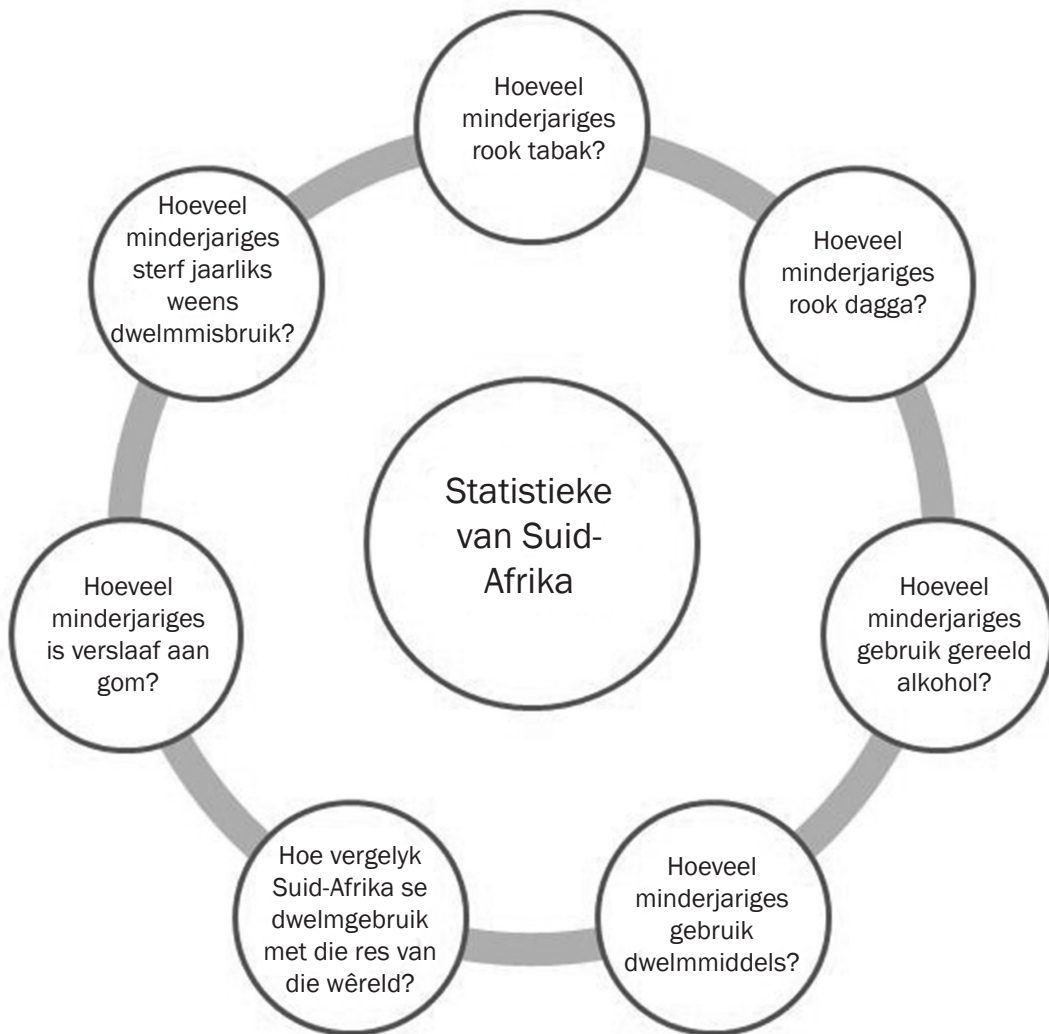 Hoeveel
minderjariges
rook tabak?
Hoeveel
minderjariges
rook dagga?
Hoeveel
minderjariges
gebruik gereeld
alkohol?
Hoeveel
minderjariges
gebruik
dwelmmiddels?
Hoe vergelyk
Suid-Afrika se
dwelmgebruik
met die res van
die wêreld?
Hoeveel
minderjariges
is verslaaf aan
gom?
Hoeveel
minderjariges
sterf jaarliks
weens
dwelmmisbruik?
Statistieke
van Suid-
Afrika